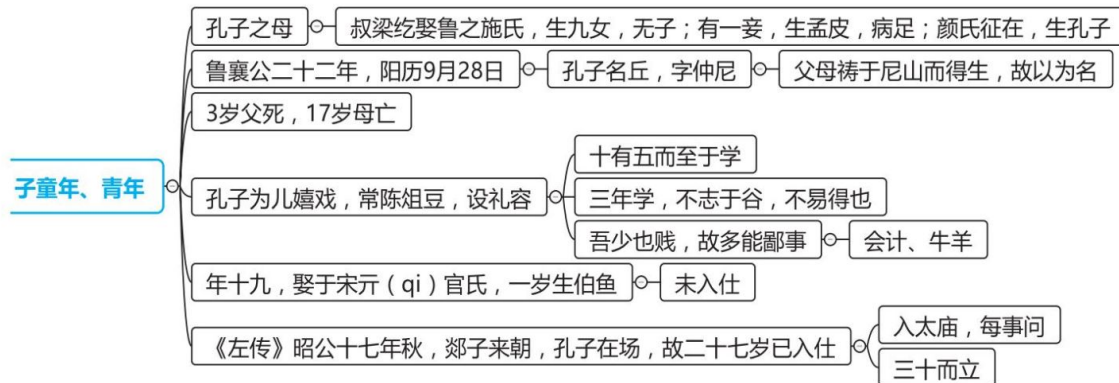 孔子之母
叔梁纥娶鲁之施氏，生九女，无子；有一妾，生孟皮，病足；颜氏征在，生孔子
鲁襄公二十二年，阳历9月28日
孔子名丘，字仲尼
父母祷于尼山而得生，故以为名
3岁父死，17岁母亡
子童年、青年
孔子为儿嬉戏，常陈俎豆，设礼容
十有五而至于学
三年学，不志于谷，不易得也
吾少也贱，故多能鄙事
会计、牛羊
年十九，娶于宋亓（qi）官氏，一岁生伯鱼
未入仕
《左传》昭公十七年秋，郯子来朝，孔子在场，故二十七岁已入仕
入太庙，每事问
三十而立